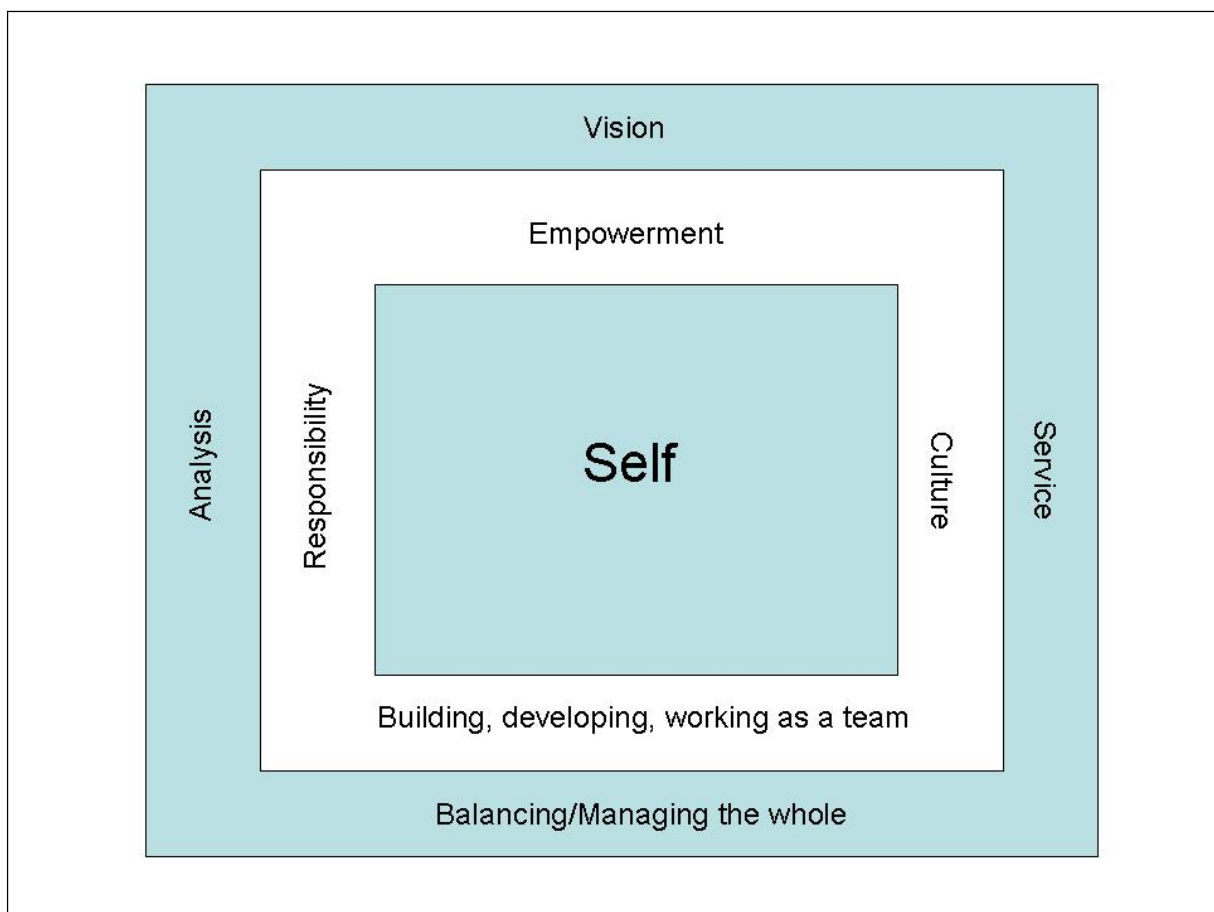 Vision
Empowerment
Analysis
Responsibility
Self
Culture
Service
Building, developing, working as a team
Balancing/Managing the whole